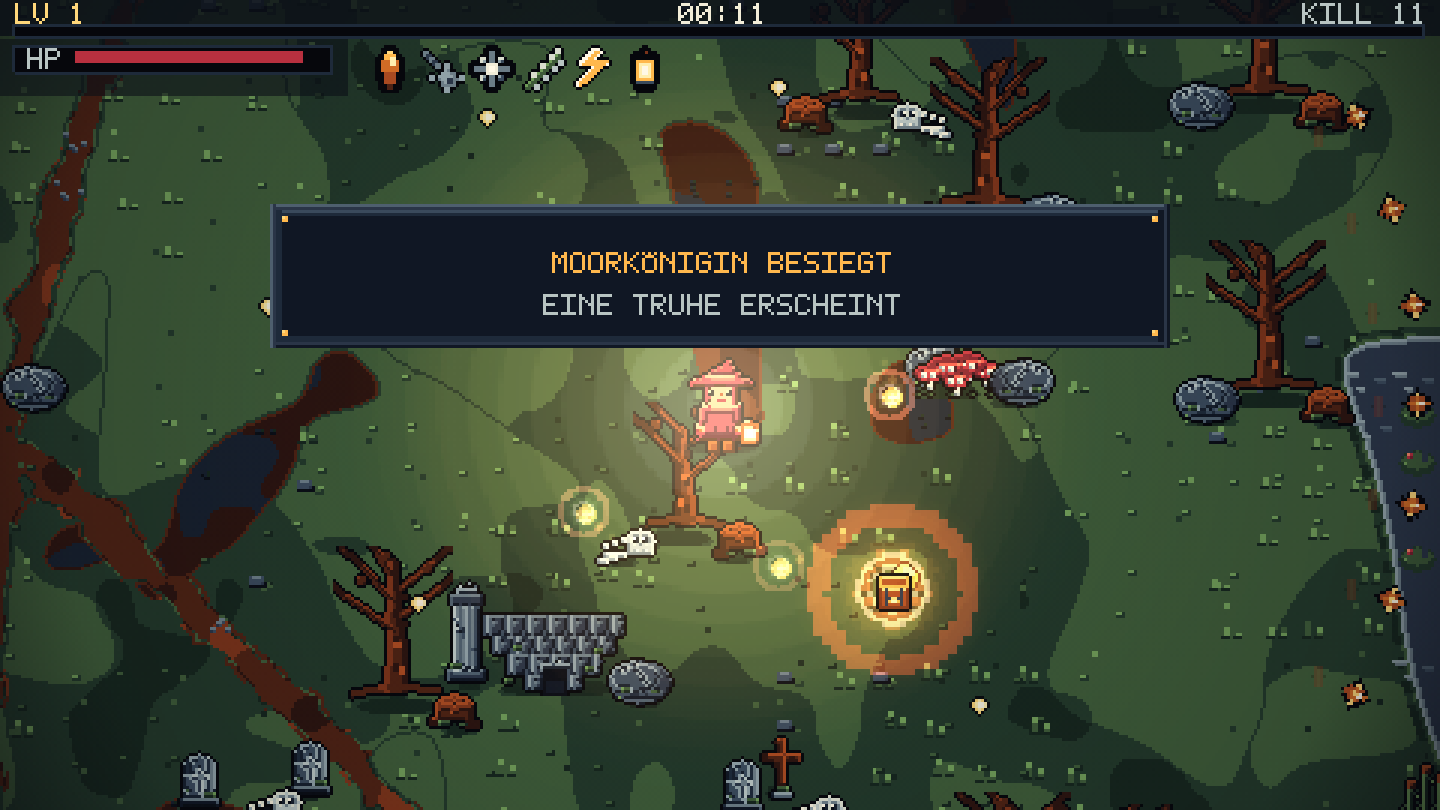 LV 1
00:11
KILL 11
HP
MOORKÖNIGIN BESIEGT
EINE TRUHE ERSCHEINT